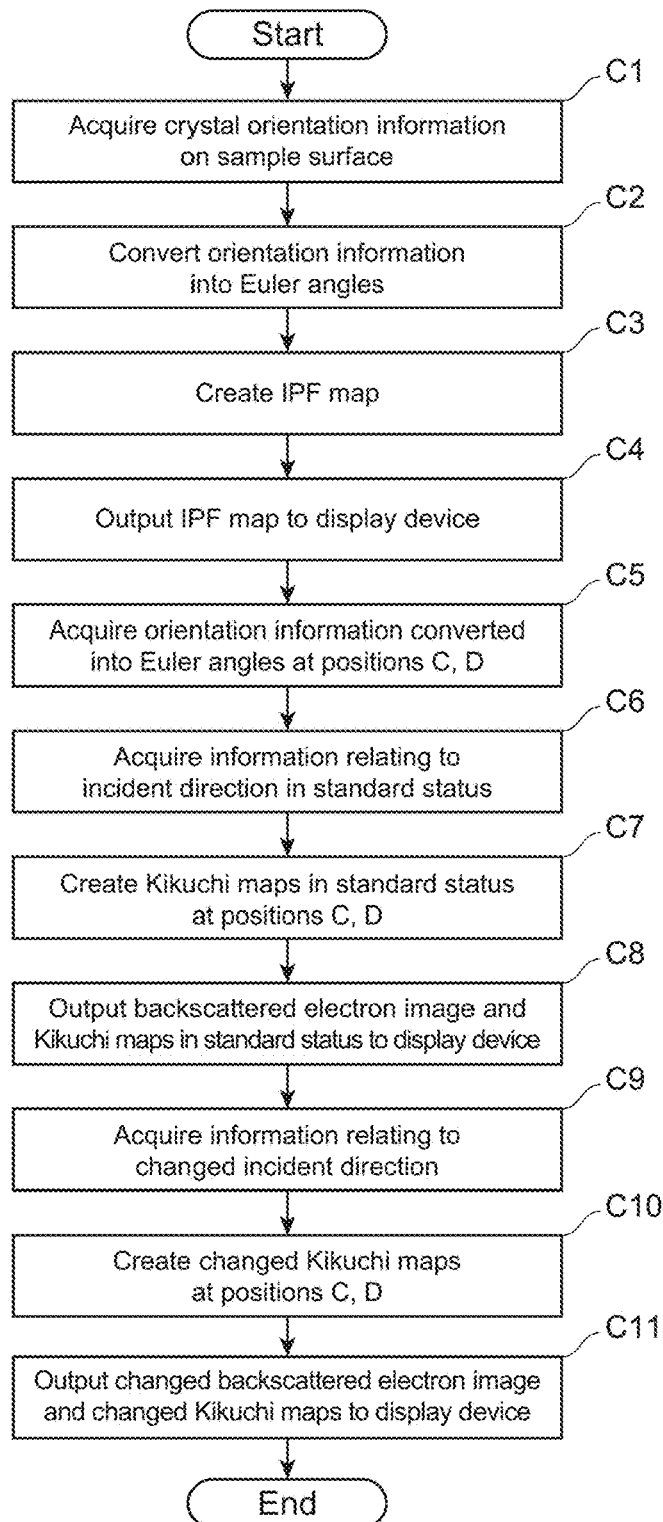 Start
C1
Acquire crystal orientation information
on sample surface
C2
Convert orientation information
into Euler angles
C3
Create IPF map
C4
Output IPF map to display device
C5
Acquire orientation information converted
into Euler angles at positions C, D
C6
Acquire information relating to
incident direction in standard status
C7
Create Kikuchi maps in standard status
at positions C, D
C8
Output backscattered electron image and
Kikuchi maps in standard status to display device
C9
Acquire information relating to
changed incident direction
C10
Create changed Kikuchi maps
at positions C, D
C11
Output changed backscattered electron image
and changed Kikuchi maps to display device
End